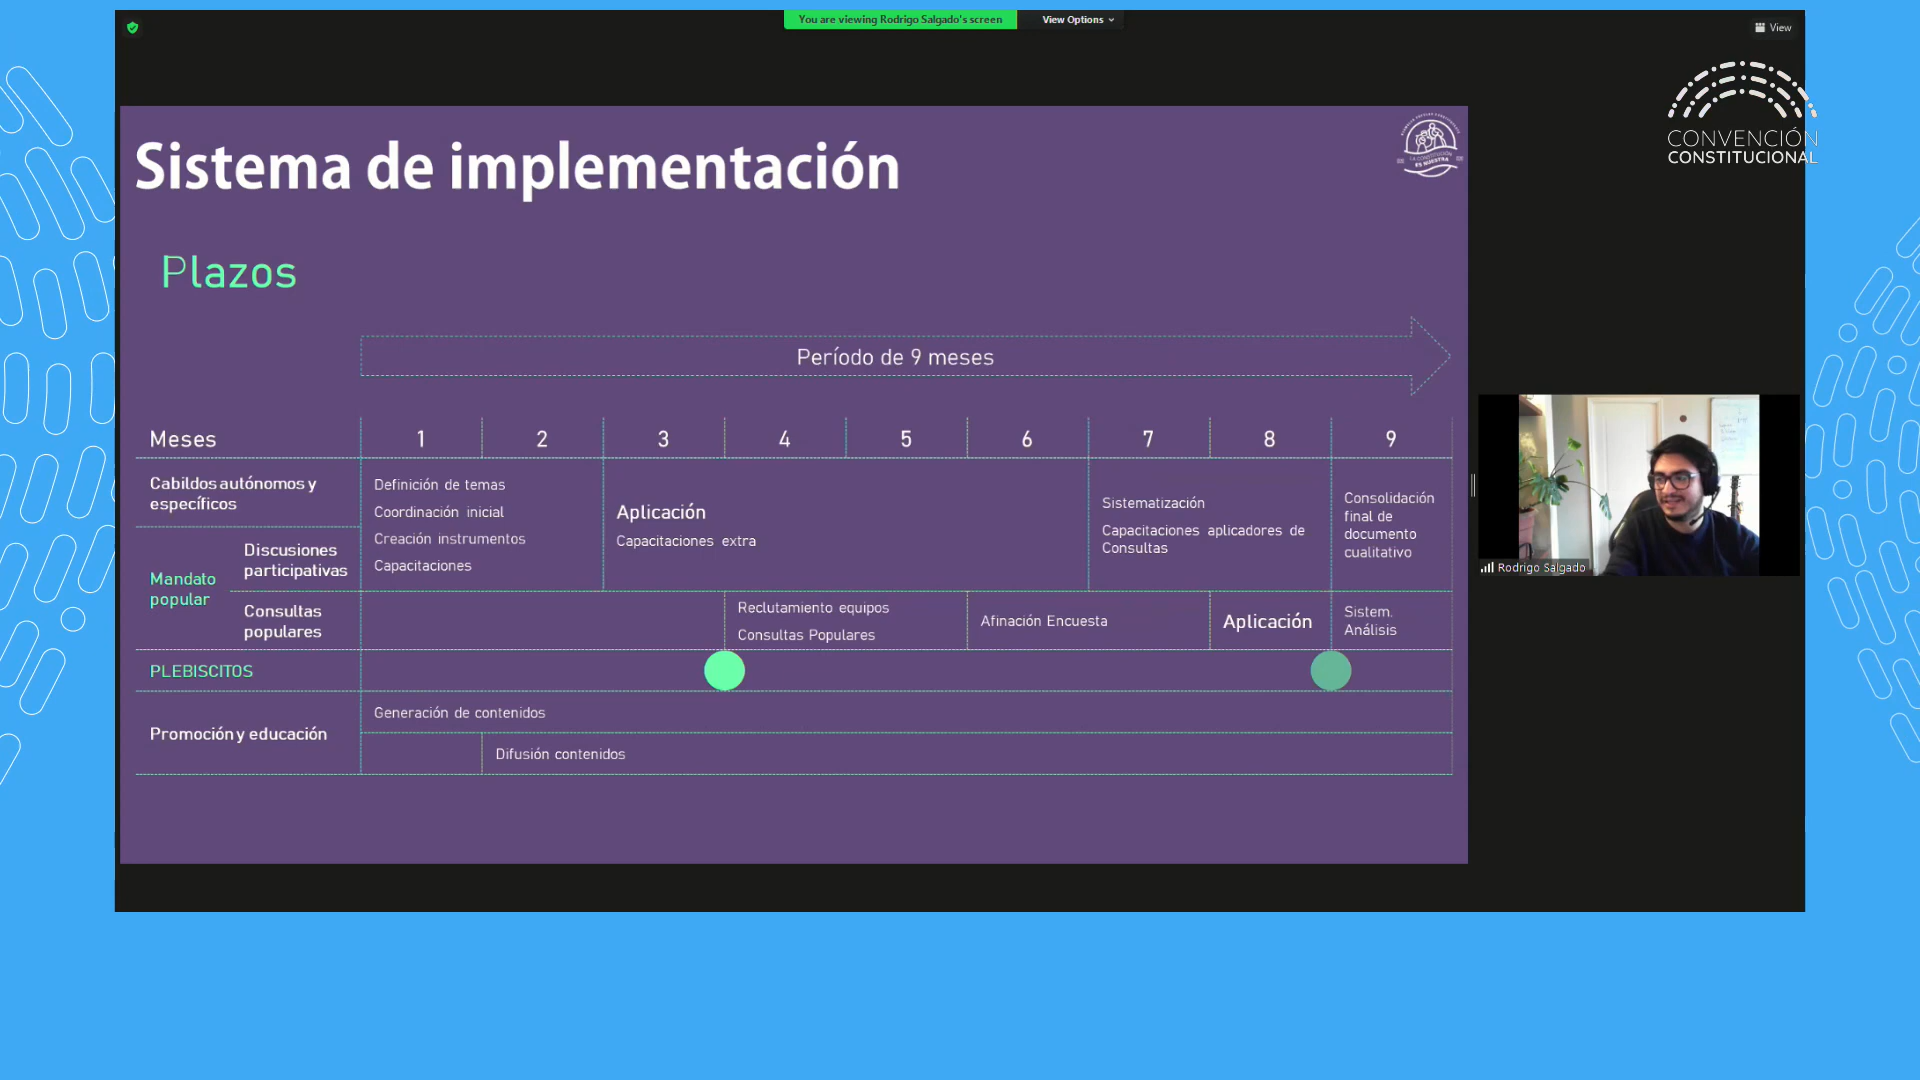 You are viewing Rodrigo Salgado's screen
View Options
View
CONVENCIÓN
CONSTITUCIONAL
Sistema de implementación
LA CONSTITUCIÓN
ES NUESTRA
Plazos
Período de 9 meses
Meses 1 2 3 4 5 6 7 8 9
Cabildos autónomos y
específicos
Mandato
popular
Discusiones
participativas
Definición de temas
Coordinación inicial
Creación instrumentos
Capacitaciones
Aplicación
Capacitaciones extra
Sistematización
Capacitaciones aplicadores de
Consultas
Consolidación
final de
documento
cualitativo
Consultas
populares
Reclutamiento equipos
Consultas Populares
Afinación Encuesta
Aplicación
Sistem.
Análisis
PLEBISCITOS
Promoción y educación
Generación de contenidos
Difusión contenidos
Rodrigo Salgado